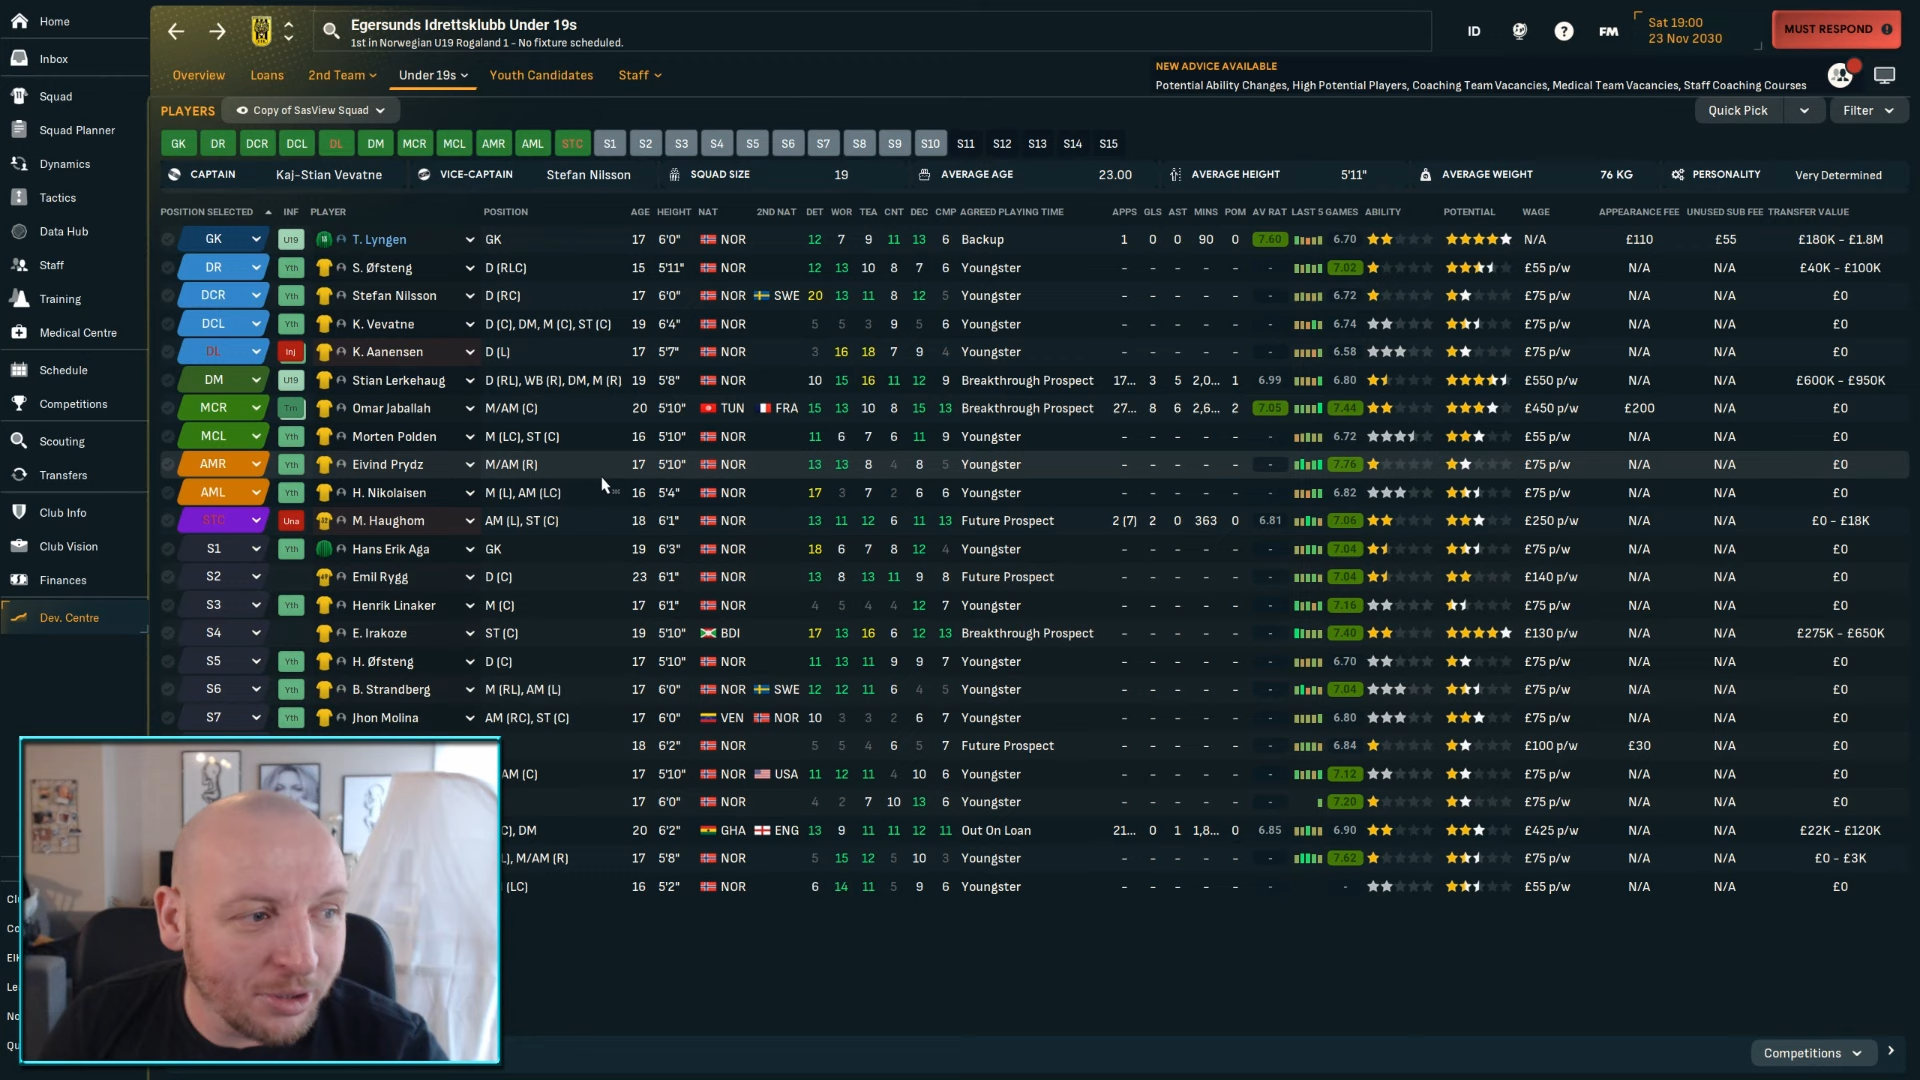 Home
Inbox
Squad
Squad Planner
Dynamics
Tactics
Data Hub
Staff
Training
Medical Centre
Schedule
Competitions
Scouting
Transfers
Club Info
Club Vision
Finances
Dev. Centre
Egersunds Idrettsklubb Under 19s
1st in Norwegian U19 Rogaland 1 - No fixture scheduled.
ID FM Sat 19:00
23 Nov 2030
MUST RESPOND
Overview Loans 2nd Team Under 19s Youth Candidates Staff
NEW ADVICE AVAILABLE
Potential Ability Changes, High Potential Players, Coaching Team Vacancies, Medical Team Vacancies, Staff Coaching Courses
PLAYERS Copy of SasView Squad Quick Pick Filter
GK DR DCR DCL DL DM MCR MCL AMR AML STC S1 S2 S3 S4 S5 S6 S7 S8 S9 S10 S11 S12 S13 S14 S15
CAPTAIN Kaj-Stian Vevatne VICE-CAPTAIN Stefan Nilsson SQUAD SIZE 19 AVERAGE AGE 23.00 AVERAGE HEIGHT 5'11" AVERAGE WEIGHT 76 KG PERSONALITY Very Determined
POSITION SELECTED INF PLAYER POSITION AGE HEIGHT NAT 2ND NAT DET WOR TEA CNT DEC CMP AGREED PLAYING TIME APPS GLS AST MINS POM AV RAT LAST 5 GAMES ABILITY POTENTIAL WAGE APPEARANCE FEE UNUSED SUB FEE TRANSFER VALUE
GK U19 T. Lyngen GK 17 6'0" NOR 12 7 9 11 13 6 Backup 1 0 0 90 0 7.60 6.70 N/A £110 £55 £180K - £1.8M
DR Yth S. Øfsteng D (RLC) 15 5'11" NOR 12 13 10 8 7 6 Youngster - - - - - - 7.02 £55 p/w N/A N/A £40K - £100K
DCR Yth Stefan Nilsson D (RC) 17 6'0" NOR SWE 20 13 11 8 12 5 Youngster - - - - - - 6.72 £75 p/w N/A N/A £0
DCL Yth K. Vevatne D (C), DM, M (C), ST (C) 19 6'4" NOR 5 5 3 9 5 6 Youngster - - - - - - 6.74 £75 p/w N/A N/A £0
DL Inj K. Aanensen D (L) 17 5'7" NOR 3 16 18 7 9 4 Youngster - - - - - - 6.58 £75 p/w N/A N/A £0
DM U19 Stian Lerkehaug D (RL), WB (R), DM, M (R) 19 5'8" NOR 10 15 16 11 12 9 Breakthrough Prospect 17... 3 5 2,0... 1 6.99 6.80 £550 p/w N/A N/A £600K - £950K
MCR Trn Omar Jaballah M/AM (C) 20 5'10" TUN FRA 15 13 10 8 15 13 Breakthrough Prospect 27... 8 6 2,6... 2 7.05 7.44 £450 p/w £200 N/A £0
MCL Yth Morten Polden M (LC), ST (C) 16 5'10" NOR 11 6 7 6 11 9 Youngster - - - - - - 6.72 £55 p/w N/A N/A £0
AMR Yth Eivind Prydz M/AM (R) 17 5'10" NOR 13 13 8 4 8 5 Youngster - - - - - - 7.76 £75 p/w N/A N/A £0
AML Yth H. Nikolaisen M (L), AM (LC) 16 5'4" NOR 17 3 7 2 6 6 Youngster - - - - - - 6.82 £75 p/w N/A N/A £0
STC Una M. Haughom AM (L), ST (C) 18 6'1" NOR 13 11 12 6 11 13 Future Prospect 2 (7) 2 0 363 0 6.81 7.06 £250 p/w N/A N/A £0 - £18K
S1 Yth Hans Erik Aga GK 19 6'3" NOR 18 6 7 8 12 4 Youngster - - - - - - 7.04 £75 p/w N/A N/A £0
S2 Emil Rygg D (C) 23 6'1" NOR 13 8 13 11 9 8 Future Prospect - - - - - - 7.04 £140 p/w N/A N/A £0
S3 Yth Henrik Linaker M (C) 17 6'1" NOR 4 5 4 4 12 7 Youngster - - - - - - 7.16 £75 p/w N/A N/A £0
S4 E. Irakoze ST (C) 19 5'10" BDI 17 13 16 6 12 13 Breakthrough Prospect - - - - - - 7.40 £130 p/w N/A N/A £275K - £650K
S5 Yth H. Øfsteng D (C) 17 5'10" NOR 11 13 11 9 9 7 Youngster - - - - - - 6.70 £75 p/w N/A N/A £0
S6 Yth B. Strandberg M (RL), AM (L) 17 6'0" NOR SWE 12 12 11 6 4 5 Youngster - - - - - - 7.04 £75 p/w N/A N/A £0
S7 Yth Jhon Molina AM (RC), ST (C) 17 6'0" VEN NOR 10 3 3 2 6 7 Youngster - - - - - - 6.80 £75 p/w N/A N/A £0
18 6'2" NOR 5 5 4 6 5 7 Future Prospect - - - - - - 6.84 £100 p/w £30 N/A £0
AM (C) 17 5'10" NOR USA 11 12 11 4 10 6 Youngster - - - - - - 7.12 £75 p/w N/A N/A £0
17 6'0" NOR 4 2 7 10 13 6 Youngster - - - - - - 7.20 £75 p/w N/A N/A £0
C), DM 20 6'2" GHA ENG 13 9 11 11 12 11 Out On Loan 21... 0 1 1,8... 0 6.85 6.90 £425 p/w N/A N/A £22K - £120K
L), M/AM (R) 17 5'8" NOR 5 15 12 5 10 3 Youngster - - - - - - 7.62 £75 p/w N/A N/A £0 - £3K
(LC) 16 5'2" NOR 6 14 11 5 9 6 Youngster - - - - - - - £55 p/w N/A N/A £0
Cl
Co
Elk
Le
No
Qu
Competitions